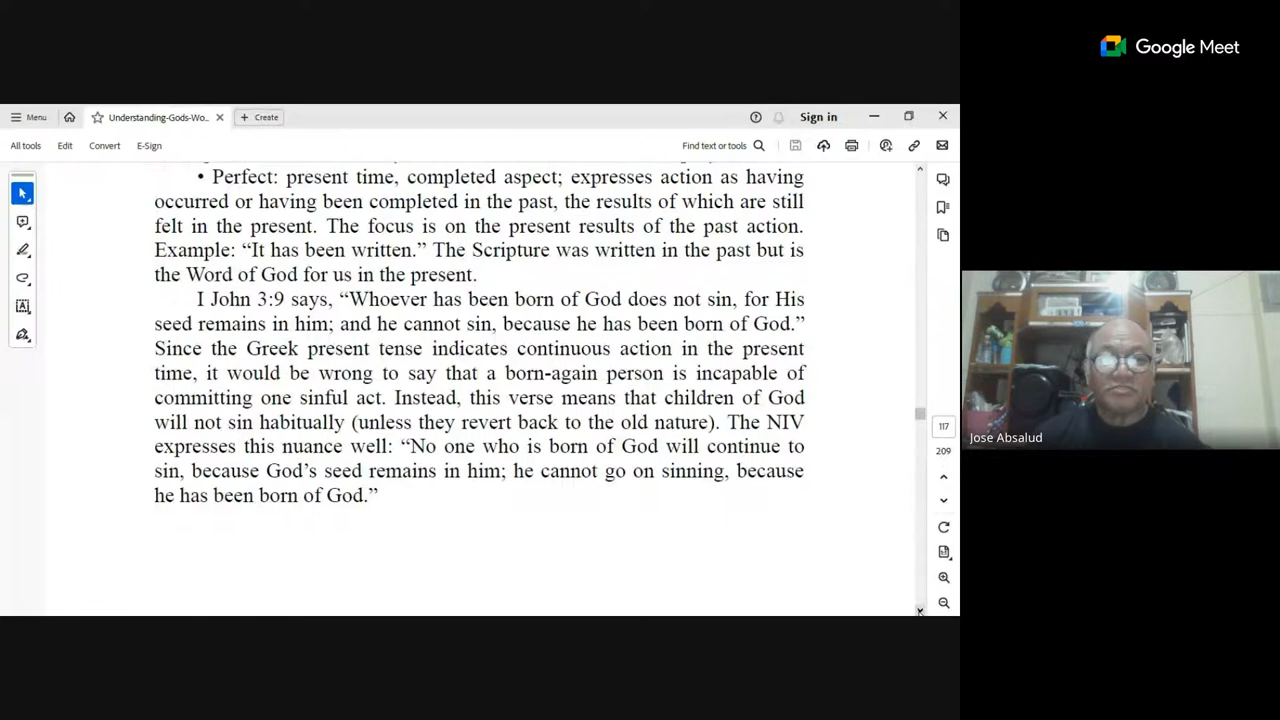 Google Meet
Menu
Understanding-Gods-Wo...
Create
Sign in
All tools
Edit
Convert
E-Sign
Find text or tools
• Perfect: present time, completed aspect; expresses action as having
occurred or having been completed in the past, the results of which are still
felt in the present. The focus is on the present results of the past action.
Example: “It has been written.” The Scripture was written in the past but is
the Word of God for us in the present.
I John 3:9 says, “Whoever has been born of God does not sin, for His
seed remains in him; and he cannot sin, because he has been born of God.”
Since the Greek present tense indicates continuous action in the present
time, it would be wrong to say that a born-again person is incapable of
committing one sinful act. Instead, this verse means that children of God
will not sin habitually (unless they revert back to the old nature). The NIV
expresses this nuance well: “No one who is born of God will continue to
sin, because God’s seed remains in him; he cannot go on sinning, because
he has been born of God.”
117
209
Jose Absalud